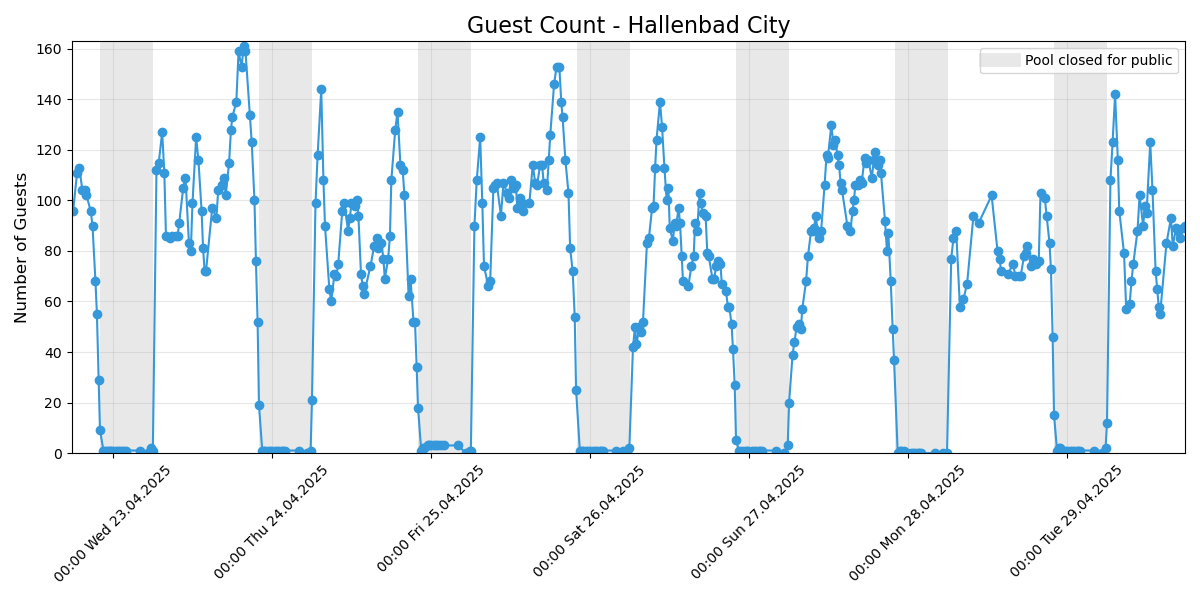 Guest Count - Hallenbad City
Pool closed for public
Number of Guests
160
140
120
100
80
60
40
20
0
00:00 Wed 23.04.2025
00:00 Thu 24.04.2025
00:00 Fri 25.04.2025
00:00 Sat 26.04.2025
00:00 Sun 27.04.2025
00:00 Mon 28.04.2025
00:00 Tue 29.04.2025